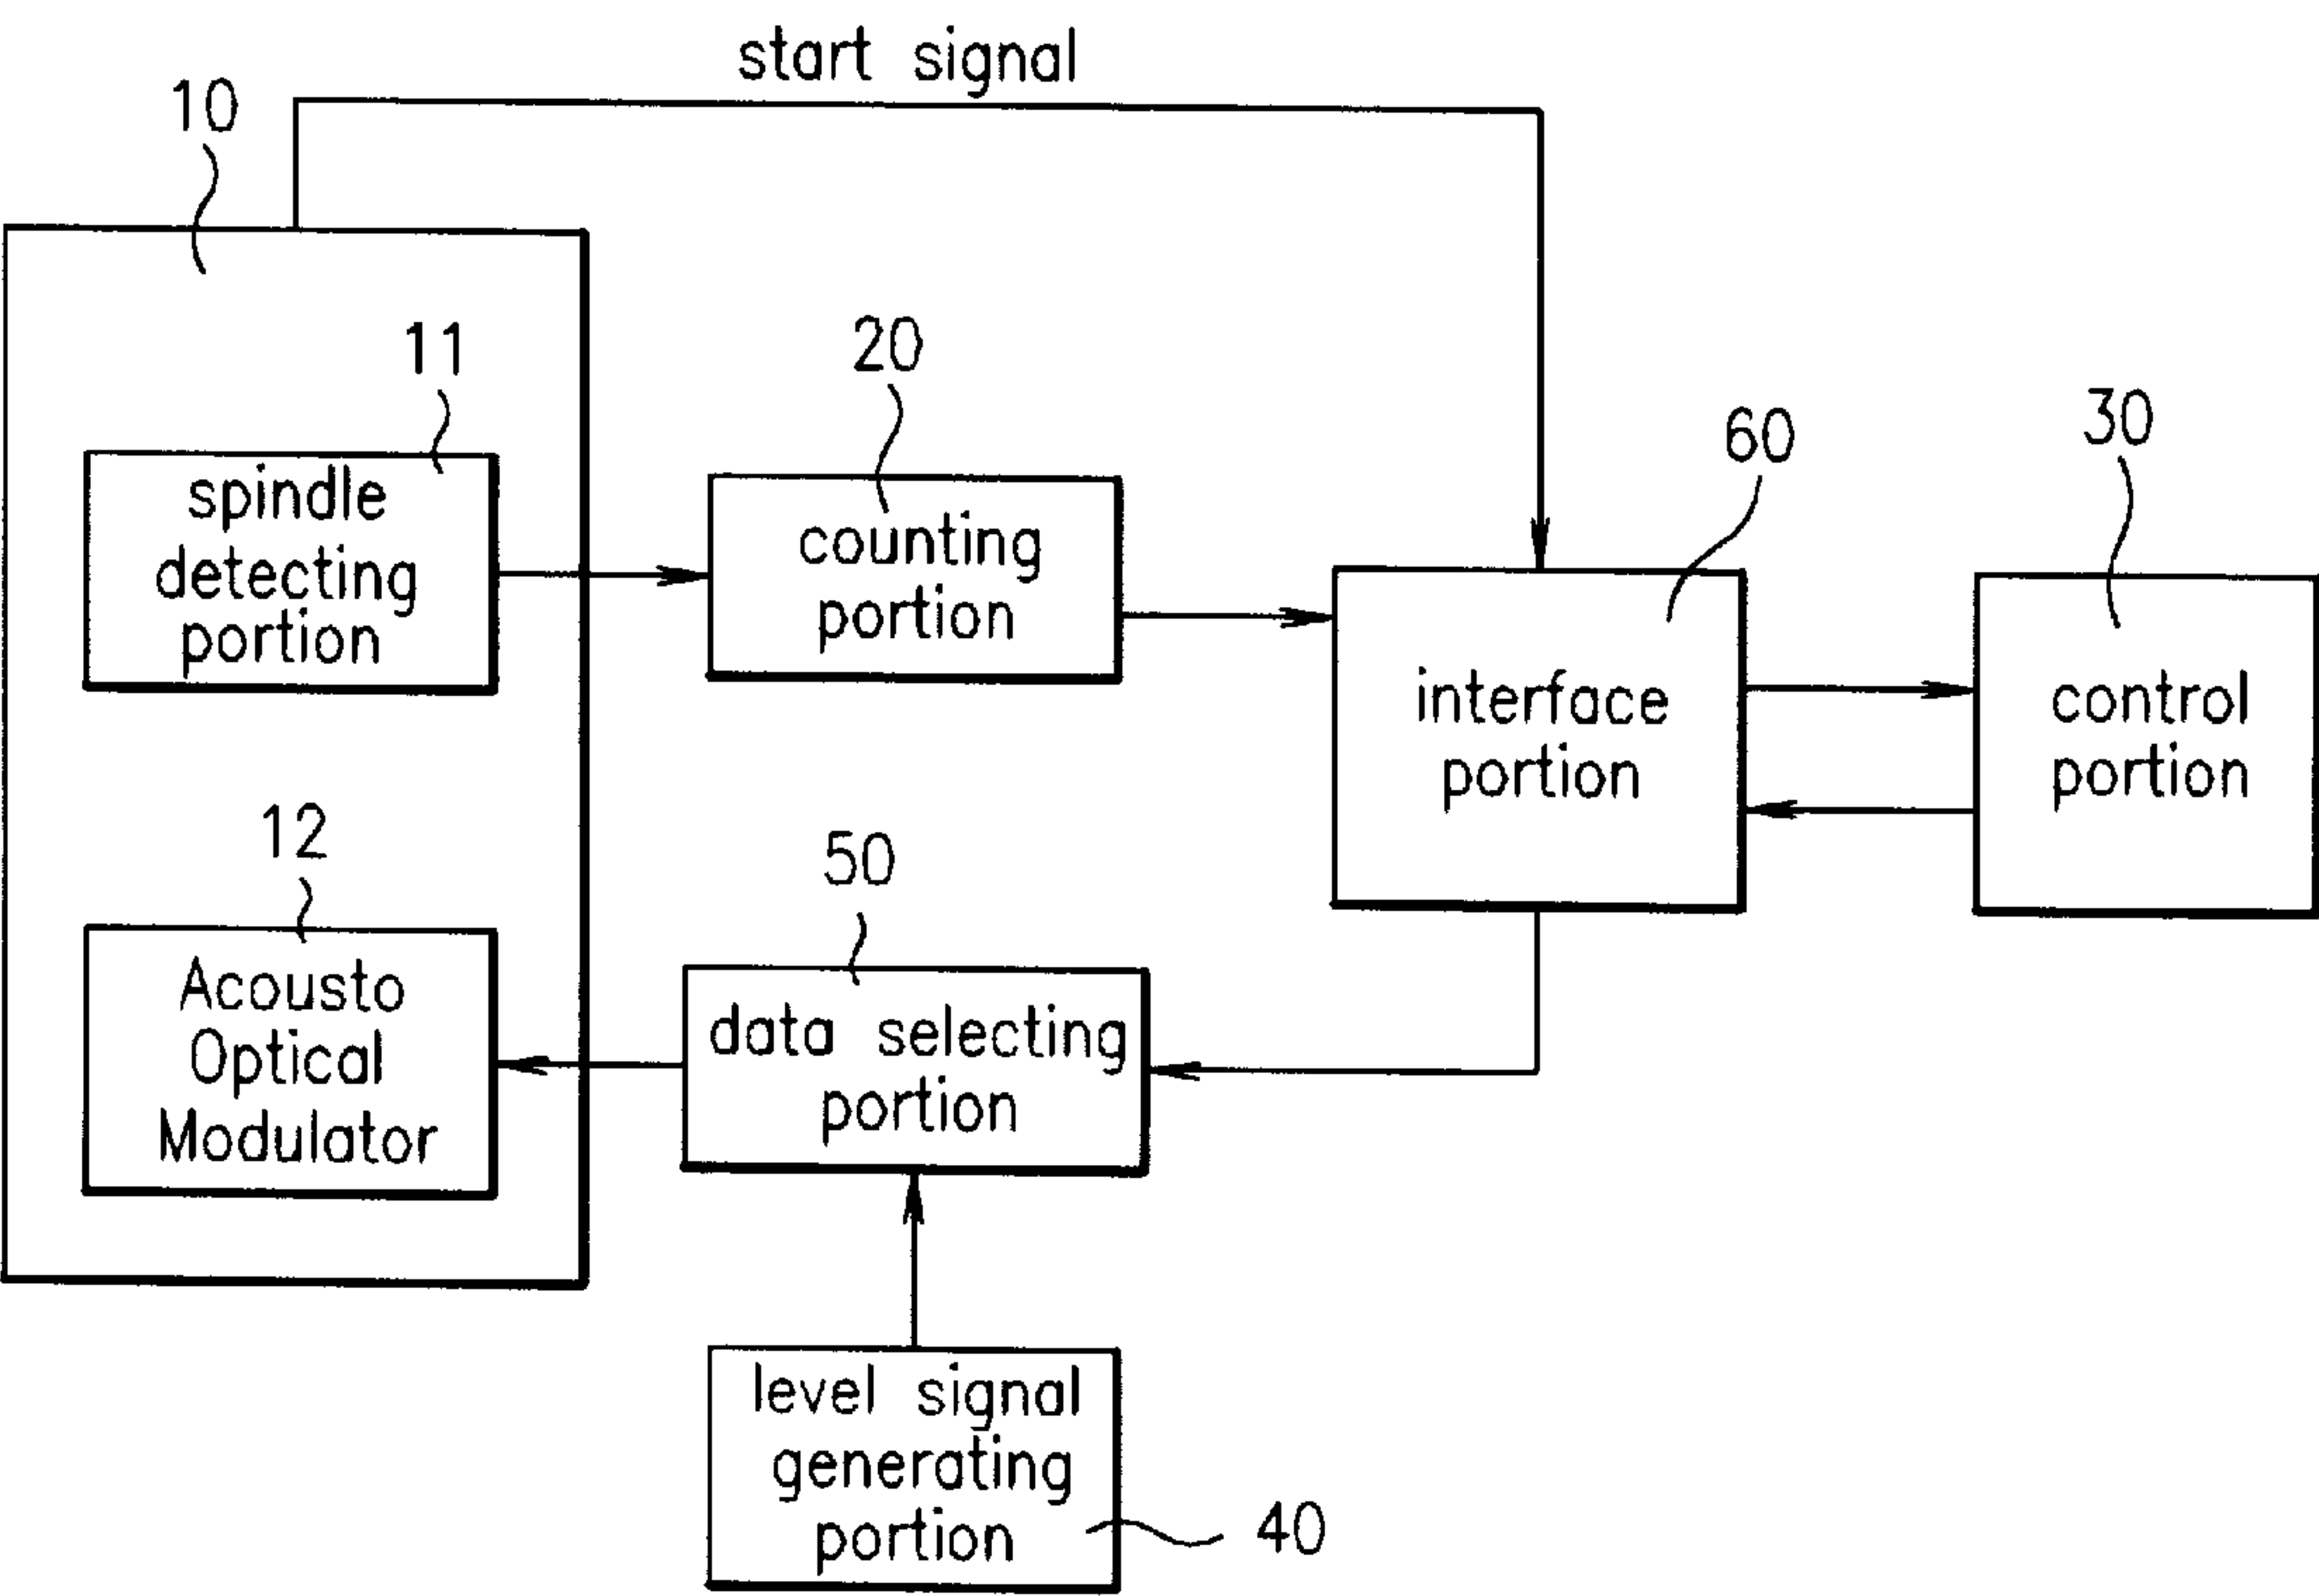 start signal
10
11
spindle
detecting
portion
20
counting
portion
60
interface
portion
30
control
portion
12
Acousto
Optical
Modulator
50
data selecting
portion
level signal
generating
portion
40